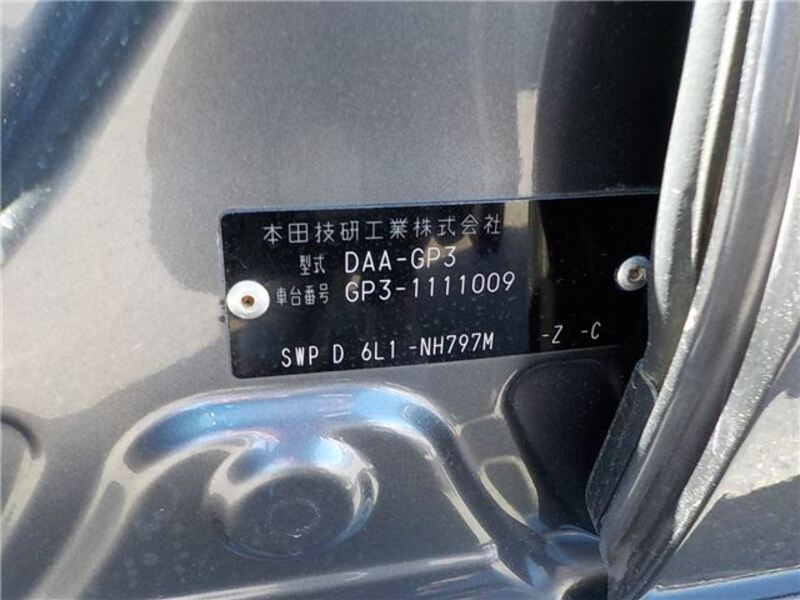 本田技研工業株式会社
型式 DAA-GP3
車台番号 GP3-1111009
SWP D 6L1 -NH797M -Z -C